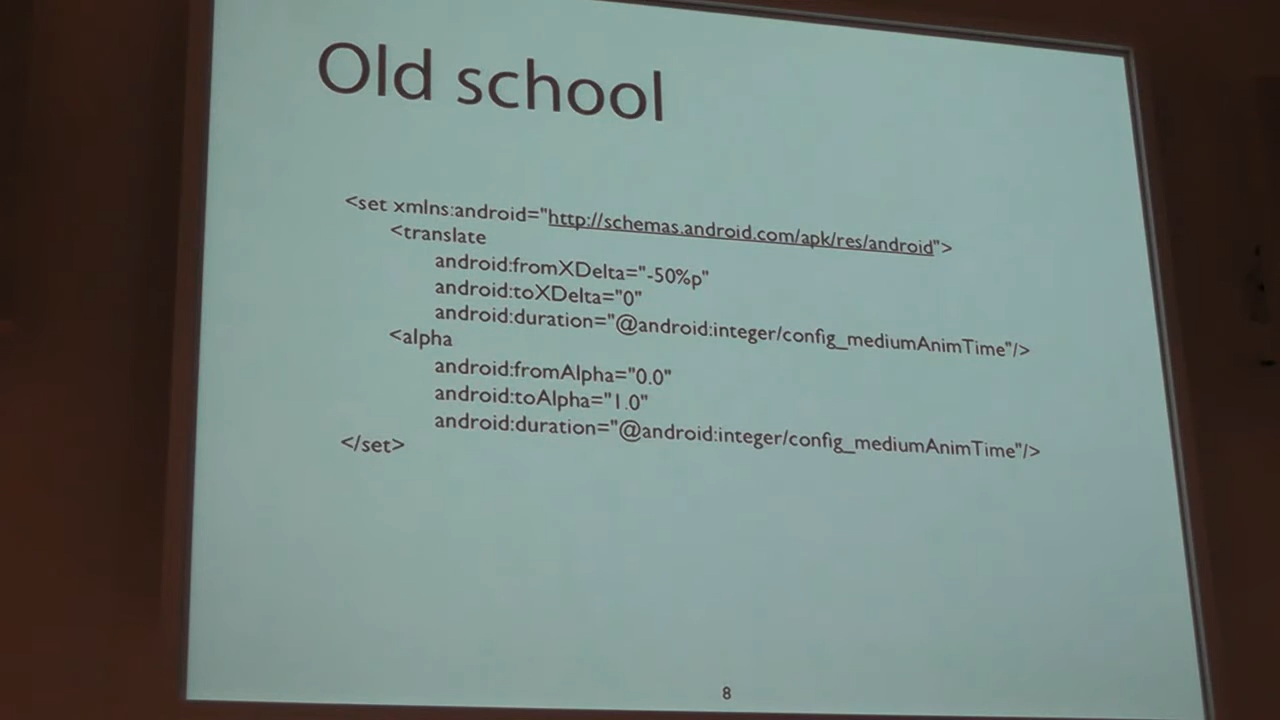 Old school
<set xmlns:android="http://schemas.android.com/apk/res/android">
<translate
android:fromXDelta="-50%p"
android:toXDelta="0"
android:duration="@android:integer/config_mediumAnimTime"/>
<alpha
android:fromAlpha="0.0"
android:toAlpha="1.0"
android:duration="@android:integer/config_mediumAnimTime"/>
</set>
8